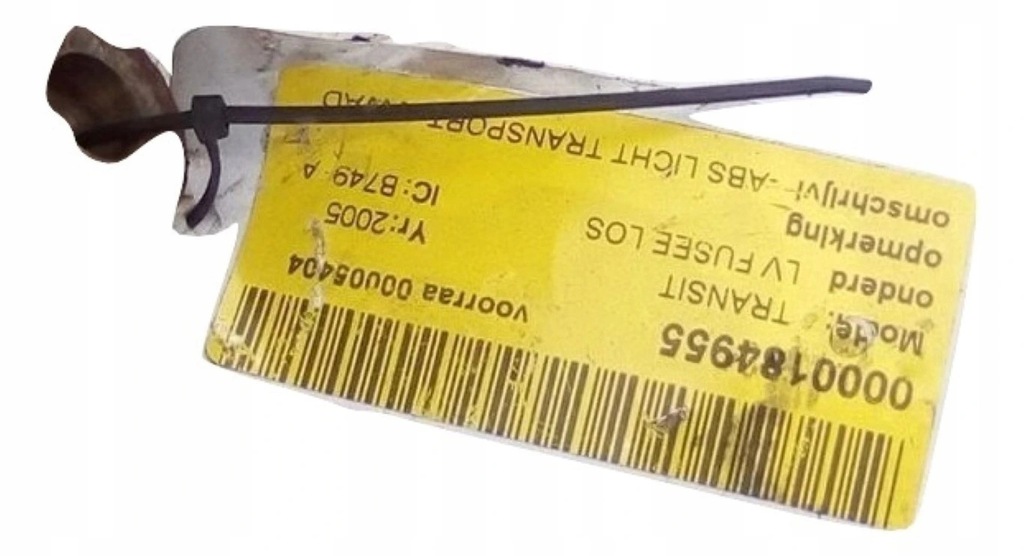 0000184955
Mode: TRANSIT
voorraa 00005404
onderd LV FUSEE LOS
Yr:2005
opmerking
IC: B749 A
omschrijvi -ABS LICHT TRANSPORT